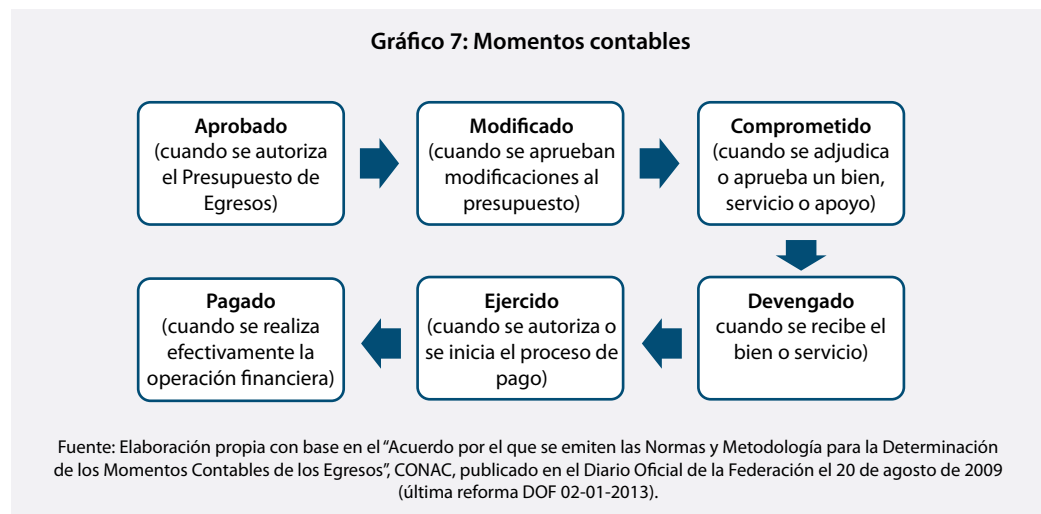 Gráfico 7: Momentos contables
Aprobado
(cuando se autoriza
el Presupuesto de
Egresos)
Modificado
(cuando se aprueban
modificaciones al
presupuesto)
Comprometido
(cuando se adjudica
o aprueba un bien,
servicio o apoyo)
Devengado
cuando se recibe el
bien o servicio)
Ejercido
(cuando se autoriza o
se inicia el proceso de
pago)
Pagado
(cuando se realiza
efectivamente la
operación financiera)
Fuente: Elaboración propia con base en el “Acuerdo por el que se emiten las Normas y Metodología para la Determinación
de los Momentos Contables de los Egresos”, CONAC, publicado en el Diario Oficial de la Federación el 20 de agosto de 2009
(última reforma DOF 02-01-2013).